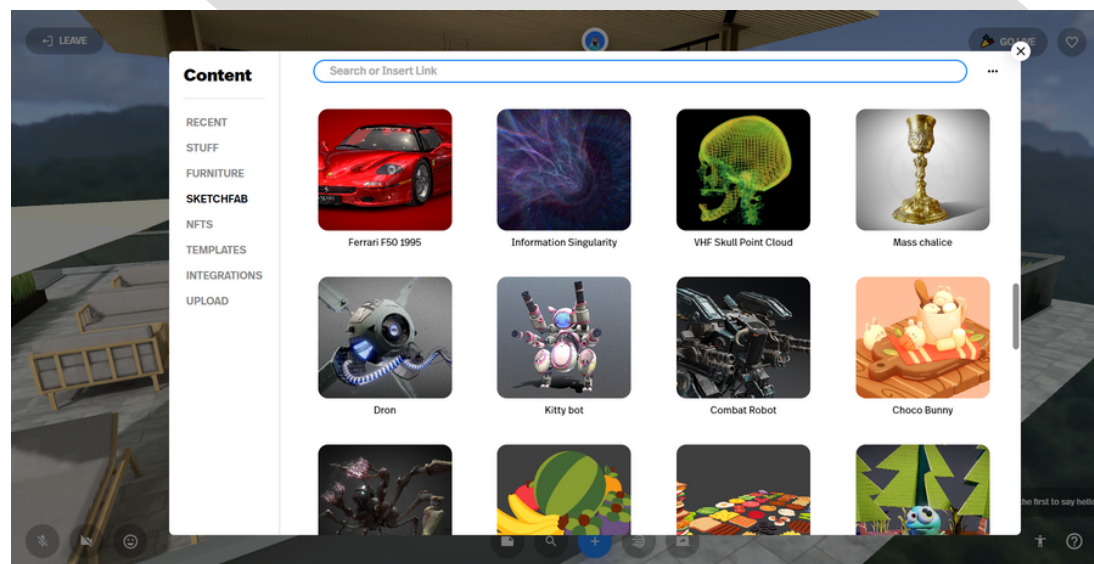 LEAVE
GO LIVE
Content
Search or Insert Link
RECENT
STUFF
FURNITURE
SKETCHFAB
NFTS
TEMPLATES
INTEGRATIONS
UPLOAD
Ferrari F50 1995
Information Singularity
VHF Skull Point Cloud
Mass chalice
Dron
Kitty bot
Combat Robot
Choco Bunny
the first to say hello